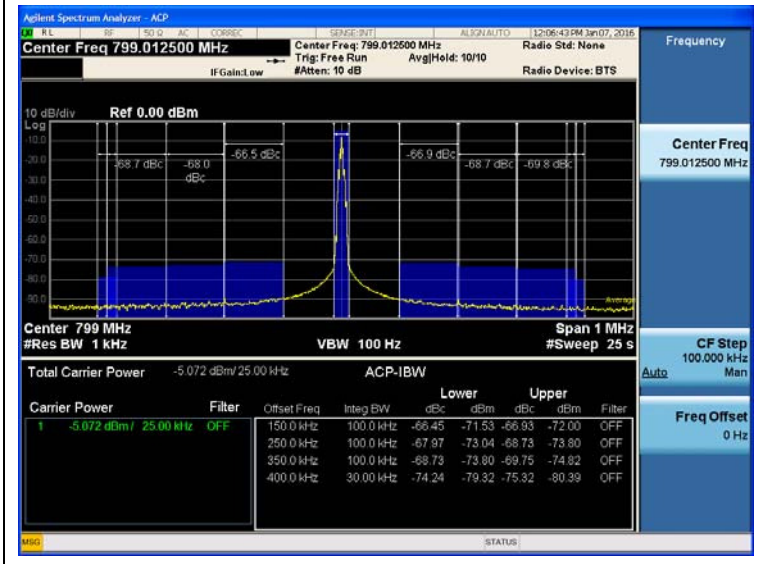 Agilent Spectrum Analyzer - ACP
RL RF 50 Ω AC CORREC SENSE:INT ALIGN AUTO 12:06:43 PM Jan 07, 2016
Center Freq 799.012500 MHz
Center Freq: 799.012500 MHz
Radio Std: None
Trig: Free Run Avg|Hold: 10/10
IFGain:Low #Atten: 10 dB Radio Device: BTS
Frequency
10 dB/div Ref 0.00 dBm
Log
-10.0
-20.0
-30.0
-40.0
-50.0
-60.0
-70.0
-80.0
-90.0
-68.7 dBc
-68.0 dBc
-66.5 dBc
-66.9 dBc
-68.7 dBc
-69.8 dBc
Average
Center 799 MHz Span 1 MHz
#Res BW 1 kHz VBW 100 Hz #Sweep 25 s
Center Freq
799.012500 MHz
CF Step
100.000 kHz
Auto Man
Freq Offset
0 Hz
Total Carrier Power -5.072 dBm/ 25.00 kHz ACP-IBW
Lower Upper
Carrier Power Filter Offset Freq Integ BW dBc dBm dBc dBm Filter
1 -5.072 dBm / 25.00 kHz OFF 150.0 kHz 100.0 kHz -66.45 -71.53 -66.93 -72.00 OFF
250.0 kHz 100.0 kHz -67.97 -73.04 -68.73 -73.80 OFF
350.0 kHz 100.0 kHz -68.73 -73.80 -69.75 -74.82 OFF
400.0 kHz 30.00 kHz -74.24 -79.32 -75.32 -80.39 OFF
MSG STATUS